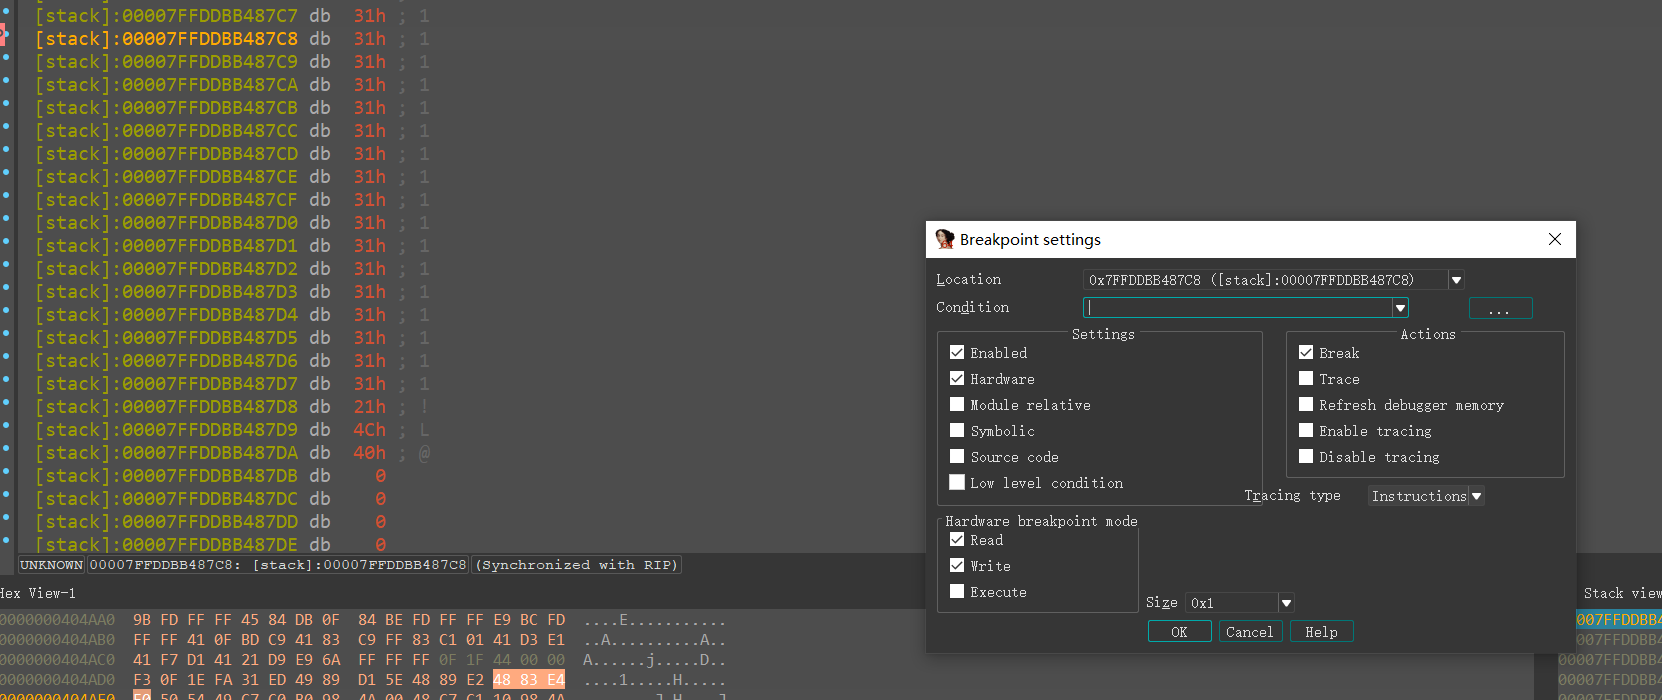 [stack]:00007FFDDBB487C7 db 31h ; 1
[stack]:00007FFDDBB487C8 db 31h ; 1
[stack]:00007FFDDBB487C9 db 31h ; 1
[stack]:00007FFDDBB487CA db 31h ; 1
[stack]:00007FFDDBB487CB db 31h ; 1
[stack]:00007FFDDBB487CC db 31h ; 1
[stack]:00007FFDDBB487CD db 31h ; 1
[stack]:00007FFDDBB487CE db 31h ; 1
[stack]:00007FFDDBB487CF db 31h ; 1
[stack]:00007FFDDBB487D0 db 31h ; 1
[stack]:00007FFDDBB487D1 db 31h ; 1
[stack]:00007FFDDBB487D2 db 31h ; 1
[stack]:00007FFDDBB487D3 db 31h ; 1
[stack]:00007FFDDBB487D4 db 31h ; 1
[stack]:00007FFDDBB487D5 db 31h ; 1
[stack]:00007FFDDBB487D6 db 31h ; 1
[stack]:00007FFDDBB487D7 db 31h ; 1
[stack]:00007FFDDBB487D8 db 21h ; !
[stack]:00007FFDDBB487D9 db 4Ch ; L
[stack]:00007FFDDBB487DA db 40h ; @
[stack]:00007FFDDBB487DB db 0
[stack]:00007FFDDBB487DC db 0
[stack]:00007FFDDBB487DD db 0
[stack]:00007FFDDBB487DE db 0
UNKNOWN 00007FFDDBB487C8: [stack]:00007FFDDBB487C8 (Synchronized with RIP)
Hex View-1
0000000404AA0 9B FD FF FF 45 84 DB 0F 84 BE FD FF FF E9 BC FD ....E...........
0000000404AB0 FF FF 41 0F BD C9 41 83 C9 FF 83 C1 01 41 D3 E1 ..A...A......A..
0000000404AC0 41 F7 D1 41 21 D9 E9 6A FF FF FF 0F 1F 44 00 00 A......j.....D..
0000000404AD0 F3 0F 1E FA 31 ED 49 89 D1 5E 48 89 E2 48 83 E4 ....1.....H.....
Breakpoint settings
Location 0x7FFDDBB487C8 ([stack]:00007FFDDBB487C8)
Condition ...
Settings
Enabled
Hardware
Module relative
Symbolic
Source code
Low level condition
Actions
Break
Trace
Refresh debugger memory
Enable tracing
Disable tracing
Tracing type Instructions
Hardware breakpoint mode
Read
Write
Execute
Size 0x1
OK Cancel Help
Stack view
007FFDDBB4